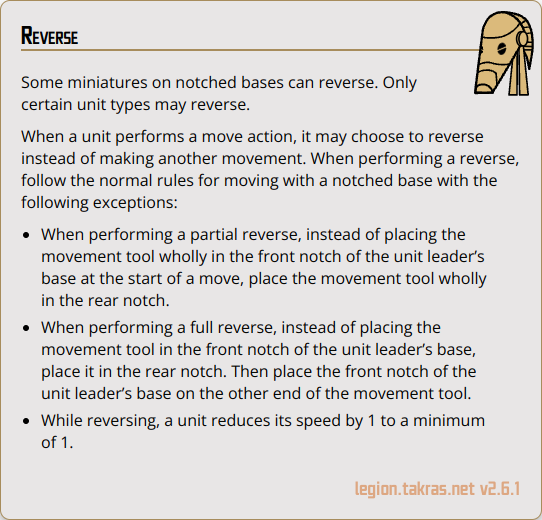 Reverse
Some miniatures on notched bases can reverse. Only
certain unit types may reverse.
When a unit performs a move action, it may choose to reverse
instead of making another movement. When performing a reverse,
follow the normal rules for moving with a notched base with the
following exceptions:
• When performing a partial reverse, instead of placing the
movement tool wholly in the front notch of the unit leader’s
base at the start of a move, place the movement tool wholly
in the rear notch.
• When performing a full reverse, instead of placing the
movement tool in the front notch of the unit leader’s base,
place it in the rear notch. Then place the front notch of the
unit leader’s base on the other end of the movement tool.
• While reversing, a unit reduces its speed by 1 to a minimum
of 1.
legion.takras.net v2.6.1